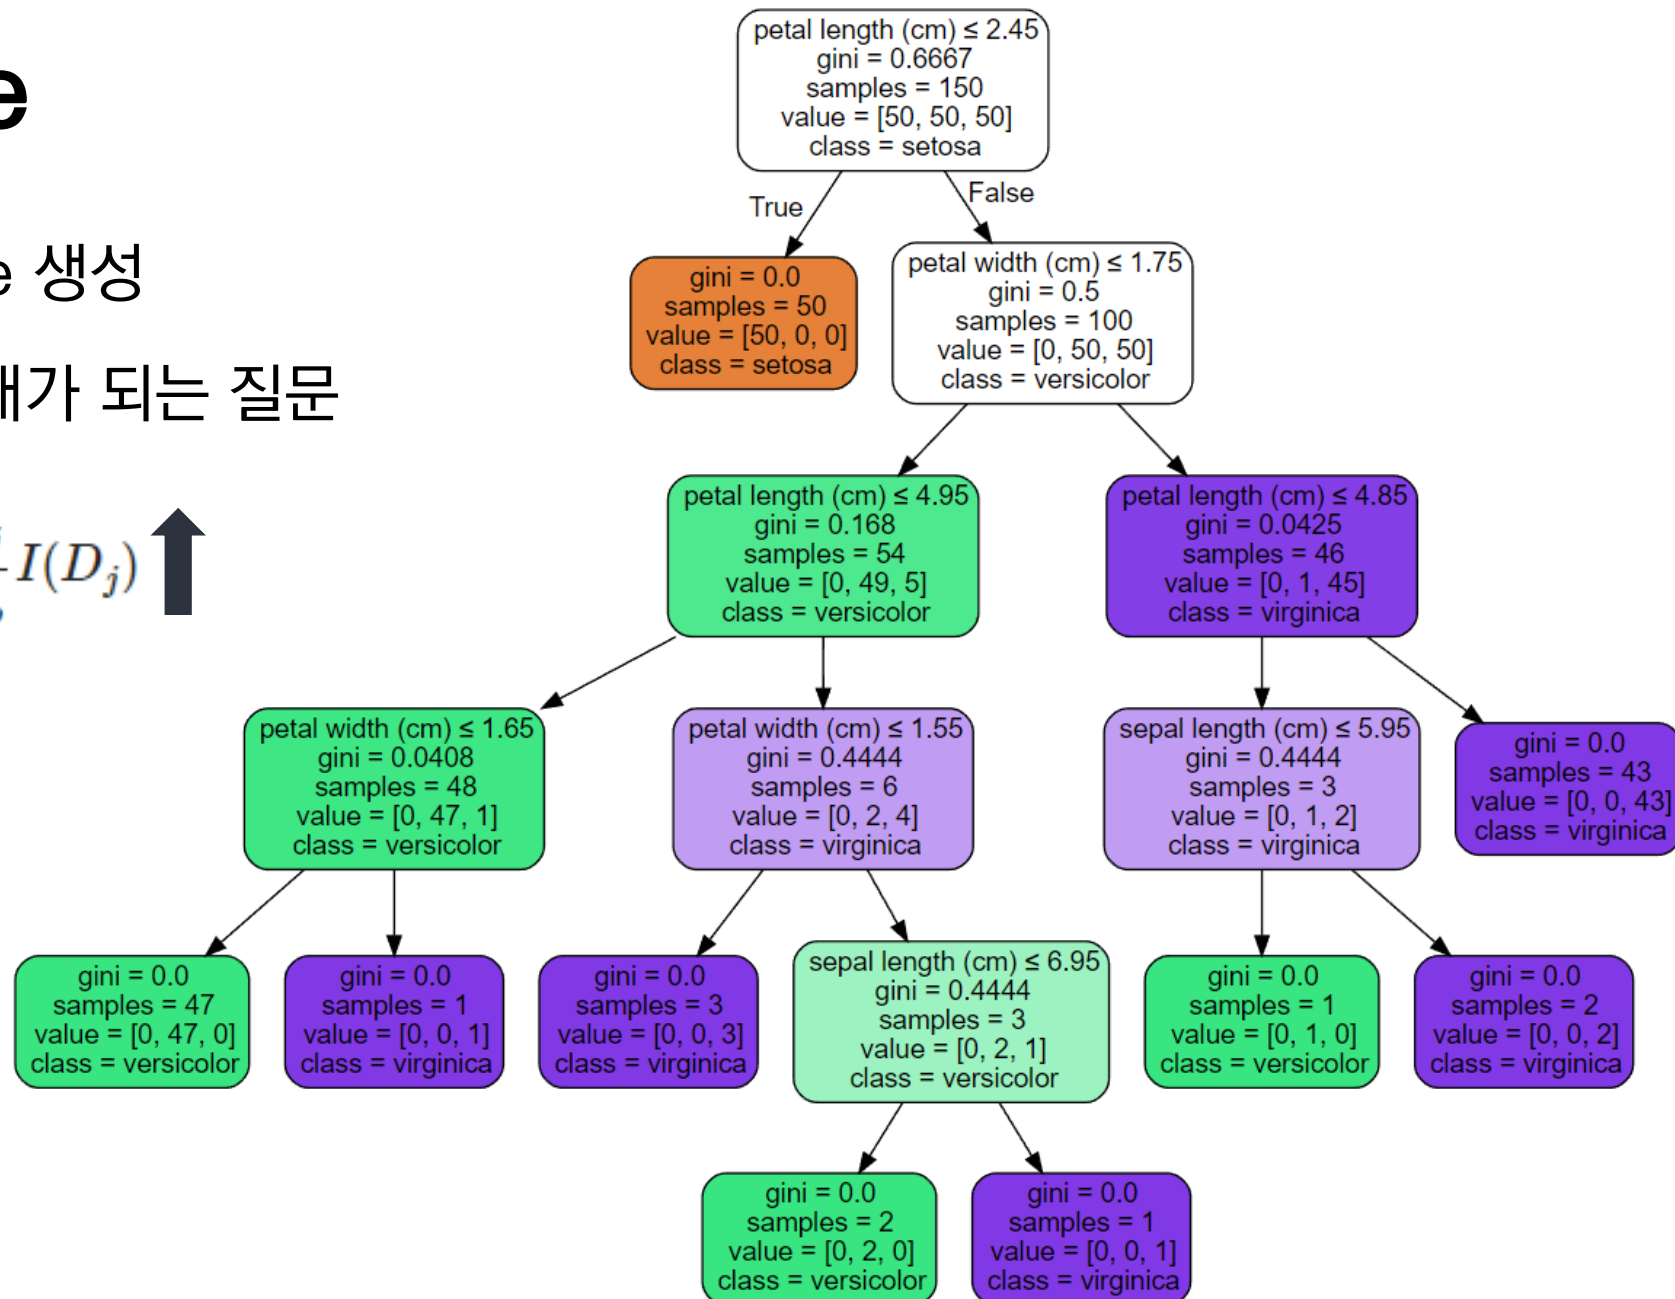 e
e 생성
대가 되는 질문
I(D_j)
petal length (cm) ≤ 2.45
gini = 0.6667
samples = 150
value = [50, 50, 50]
class = setosa
True
False
gini = 0.0
samples = 50
value = [50, 0, 0]
class = setosa
petal width (cm) ≤ 1.75
gini = 0.5
samples = 100
value = [0, 50, 50]
class = versicolor
petal length (cm) ≤ 4.95
gini = 0.168
samples = 54
value = [0, 49, 5]
class = versicolor
petal length (cm) ≤ 4.85
gini = 0.0425
samples = 46
value = [0, 1, 45]
class = virginica
petal width (cm) ≤ 1.65
gini = 0.0408
samples = 48
value = [0, 47, 1]
class = versicolor
petal width (cm) ≤ 1.55
gini = 0.4444
samples = 6
value = [0, 2, 4]
class = virginica
sepal length (cm) ≤ 5.95
gini = 0.4444
samples = 3
value = [0, 1, 2]
class = virginica
gini = 0.0
samples = 43
value = [0, 0, 43]
class = virginica
gini = 0.0
samples = 47
value = [0, 47, 0]
class = versicolor
gini = 0.0
samples = 1
value = [0, 0, 1]
class = virginica
gini = 0.0
samples = 3
value = [0, 0, 3]
class = virginica
sepal length (cm) ≤ 6.95
gini = 0.4444
samples = 3
value = [0, 2, 1]
class = versicolor
gini = 0.0
samples = 1
value = [0, 1, 0]
class = versicolor
gini = 0.0
samples = 2
value = [0, 0, 2]
class = virginica
gini = 0.0
samples = 2
value = [0, 2, 0]
class = versicolor
gini = 0.0
samples = 1
value = [0, 0, 1]
class = virginica